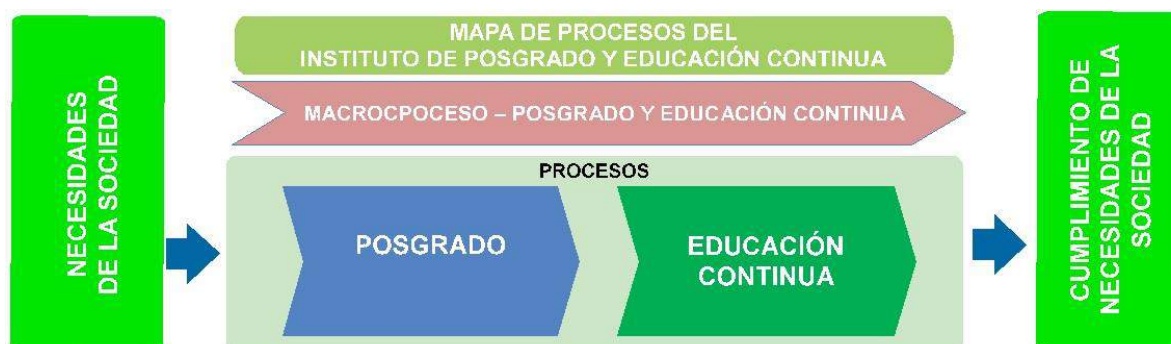 NECESIDADES
DE LA SOCIEDAD
MAPA DE PROCESOS DEL
INSTITUTO DE POSGRADO Y EDUCACIÓN CONTINUA
MACROCPOCESO – POSGRADO Y EDUCACIÓN CONTINUA
PROCESOS
POSGRADO
EDUCACIÓN
CONTINUA
CUMPLIMIENTO DE
NECESIDADES DE LA
SOCIEDAD